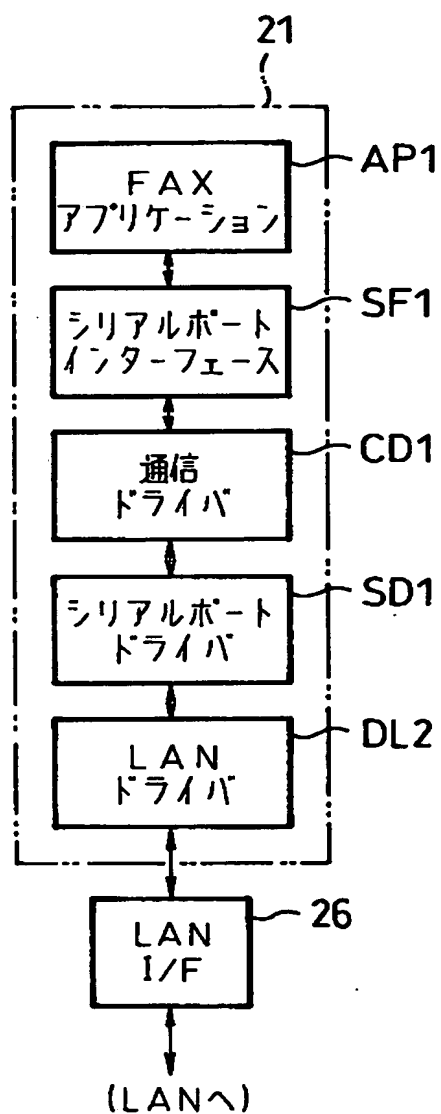 21
FAX
アプリケーション
AP1
シリアルポート
インターフェース
SF1
通信
ドライバ
CD1
シリアルポート
ドライバ
SD1
LAN
ドライバ
DL2
LAN
I/F
26
(LANへ)